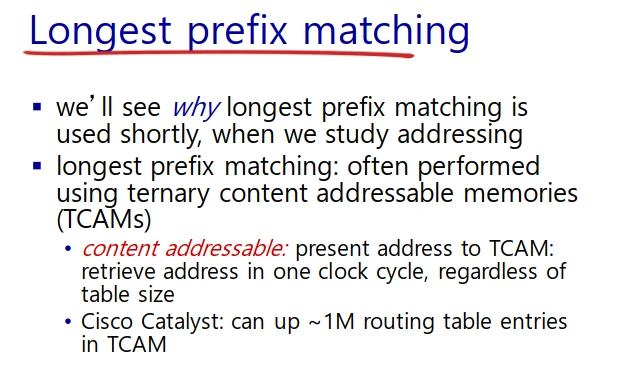 Longest prefix matching
▪ we'll see why longest prefix matching is
used shortly, when we study addressing
▪ longest prefix matching: often performed
using ternary content addressable memories
(TCAMs)
• content addressable: present address to TCAM:
retrieve address in one clock cycle, regardless of
table size
• Cisco Catalyst: can up ~1M routing table entries
in TCAM